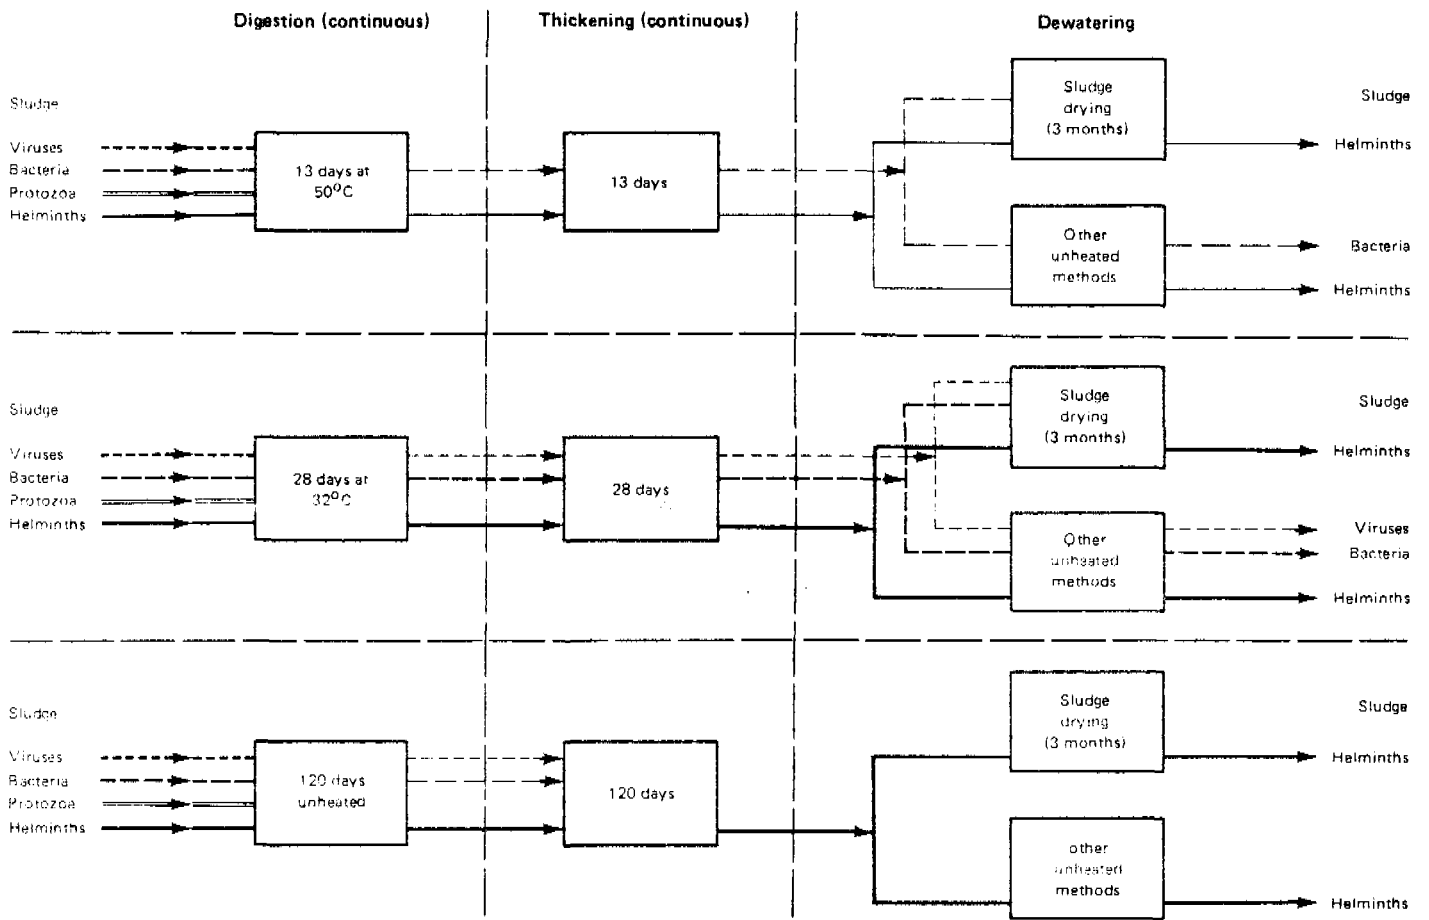 Digestion (continuous)
Thickening (continuous)
Dewatering
Sludge
Viruses
Bacteria
Protozoa
Helminths
13 days at
50°C
13 days
Sludge
drying
(3 months)
Other
unheated
methods
Sludge
Helminths
Bacteria
Helminths
Sludge
Viruses
Bacteria
Protozoa
Helminths
28 days at
32°C
28 days
Sludge
drying
(3 months)
Other
unheated
methods
Sludge
Helminths
Viruses
Bacteria
Helminths
Sludge
Viruses
Bacteria
Protozoa
Helminths
120 days
unheated
120 days
Sludge
drying
(3 months)
other
unheated
methods
Sludge
Helminths
Helminths